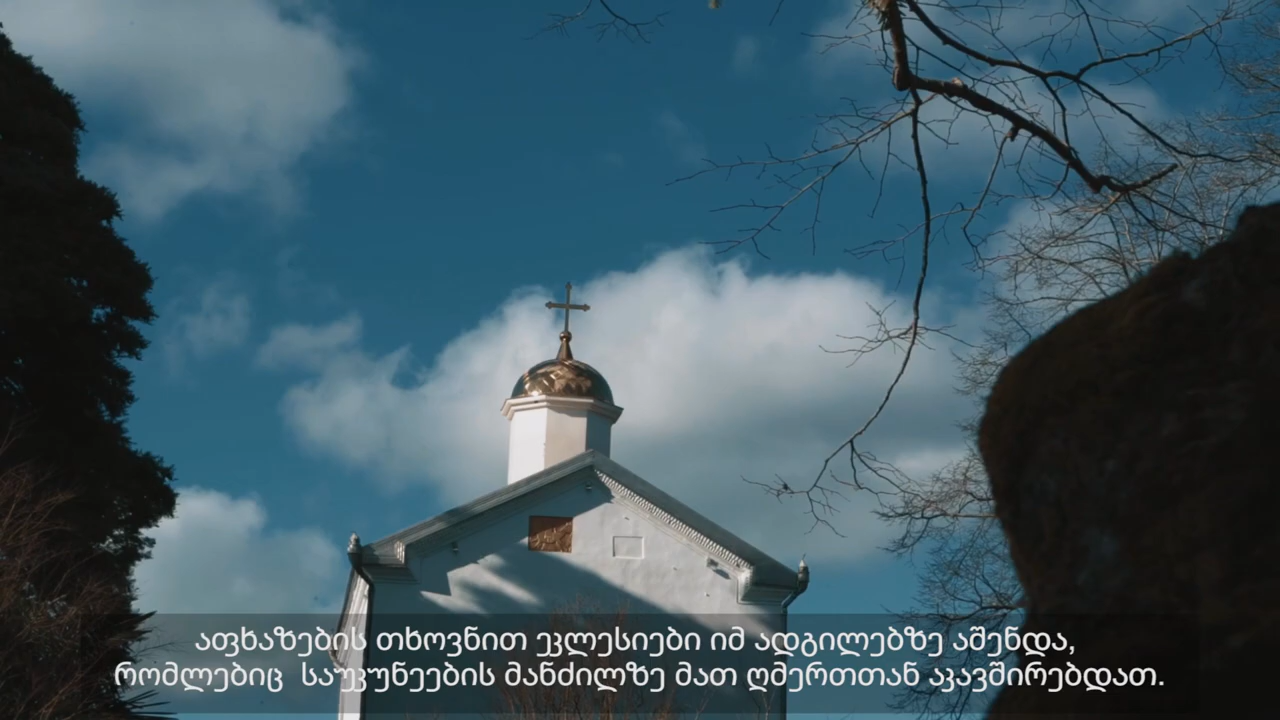 აფხაზების თხოვნით ეკლესიები იმ ადგილებზე აშენდა,
რომლებიც საუკუნეების მანძილზე მათ ღმერთთან აკავშირებდათ.